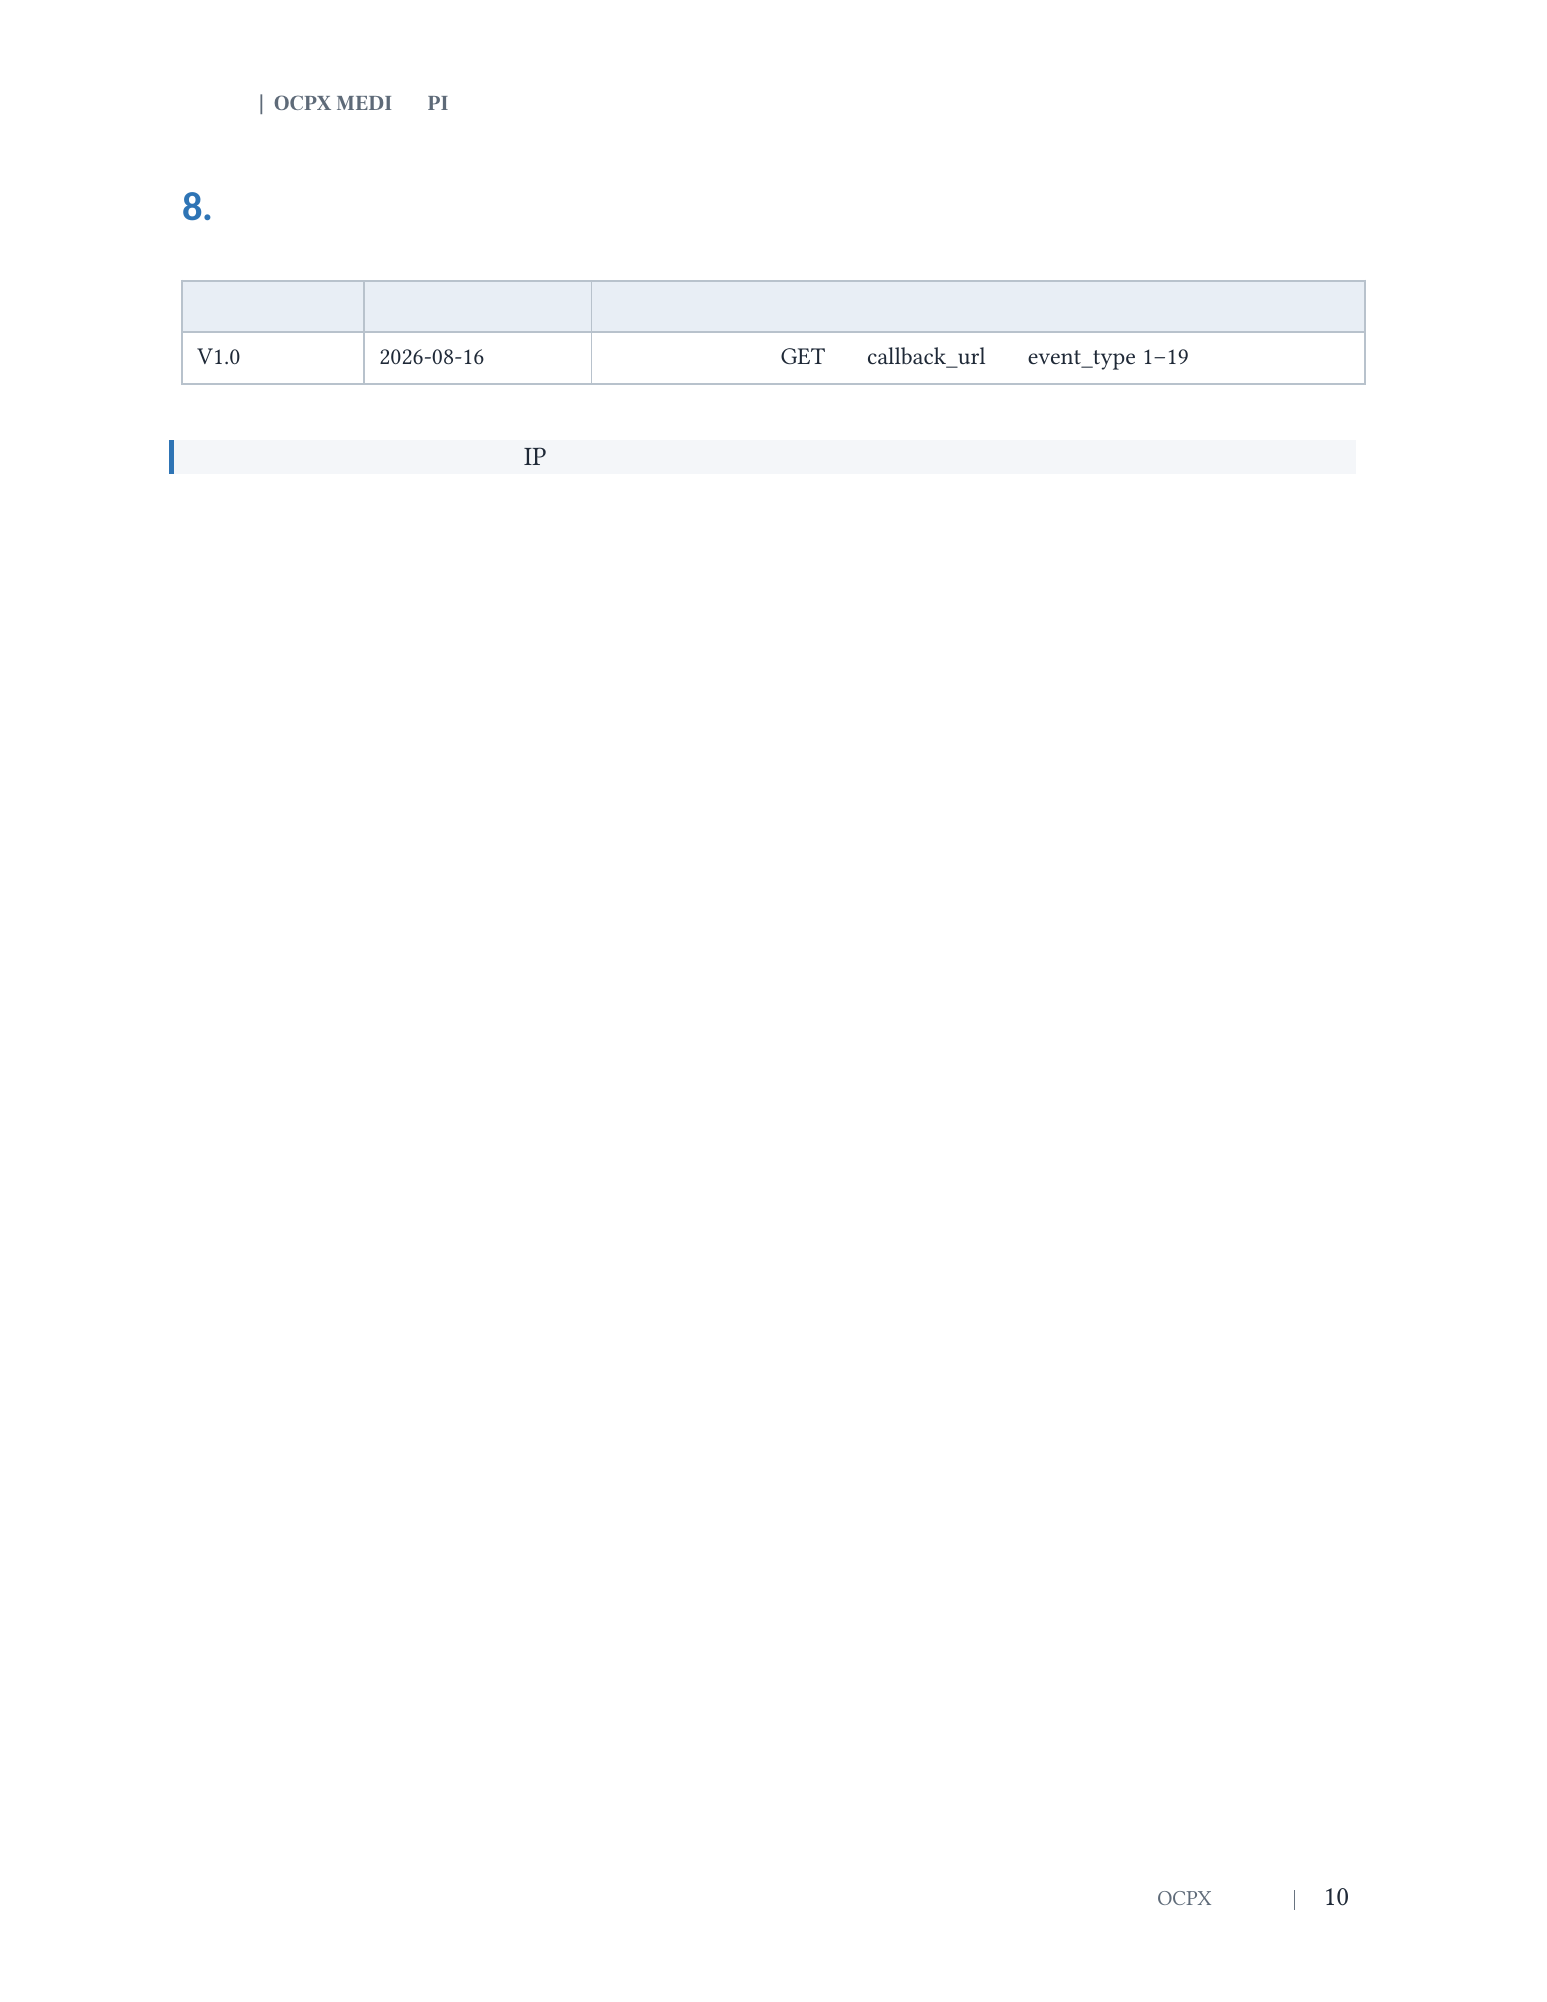 | OCPX MEDI PI
8.
V1.0 2026-08-16 GET callback_url event_type 1–19
IP
OCPX | 10